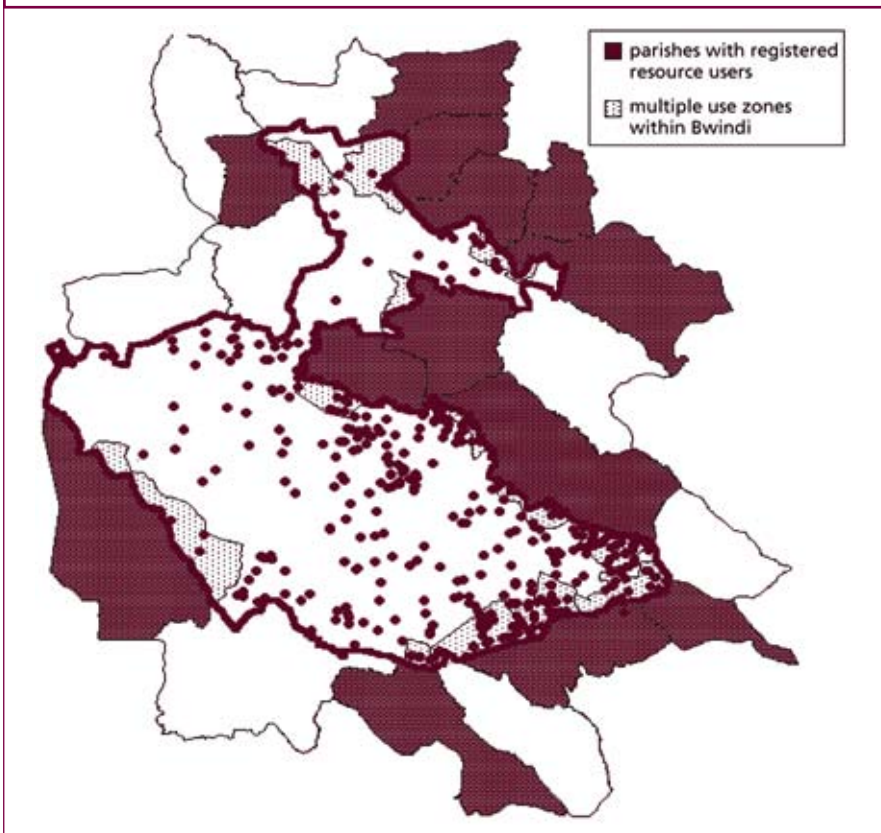 parishes with registered
resource users
multiple use zones
within Bwindi